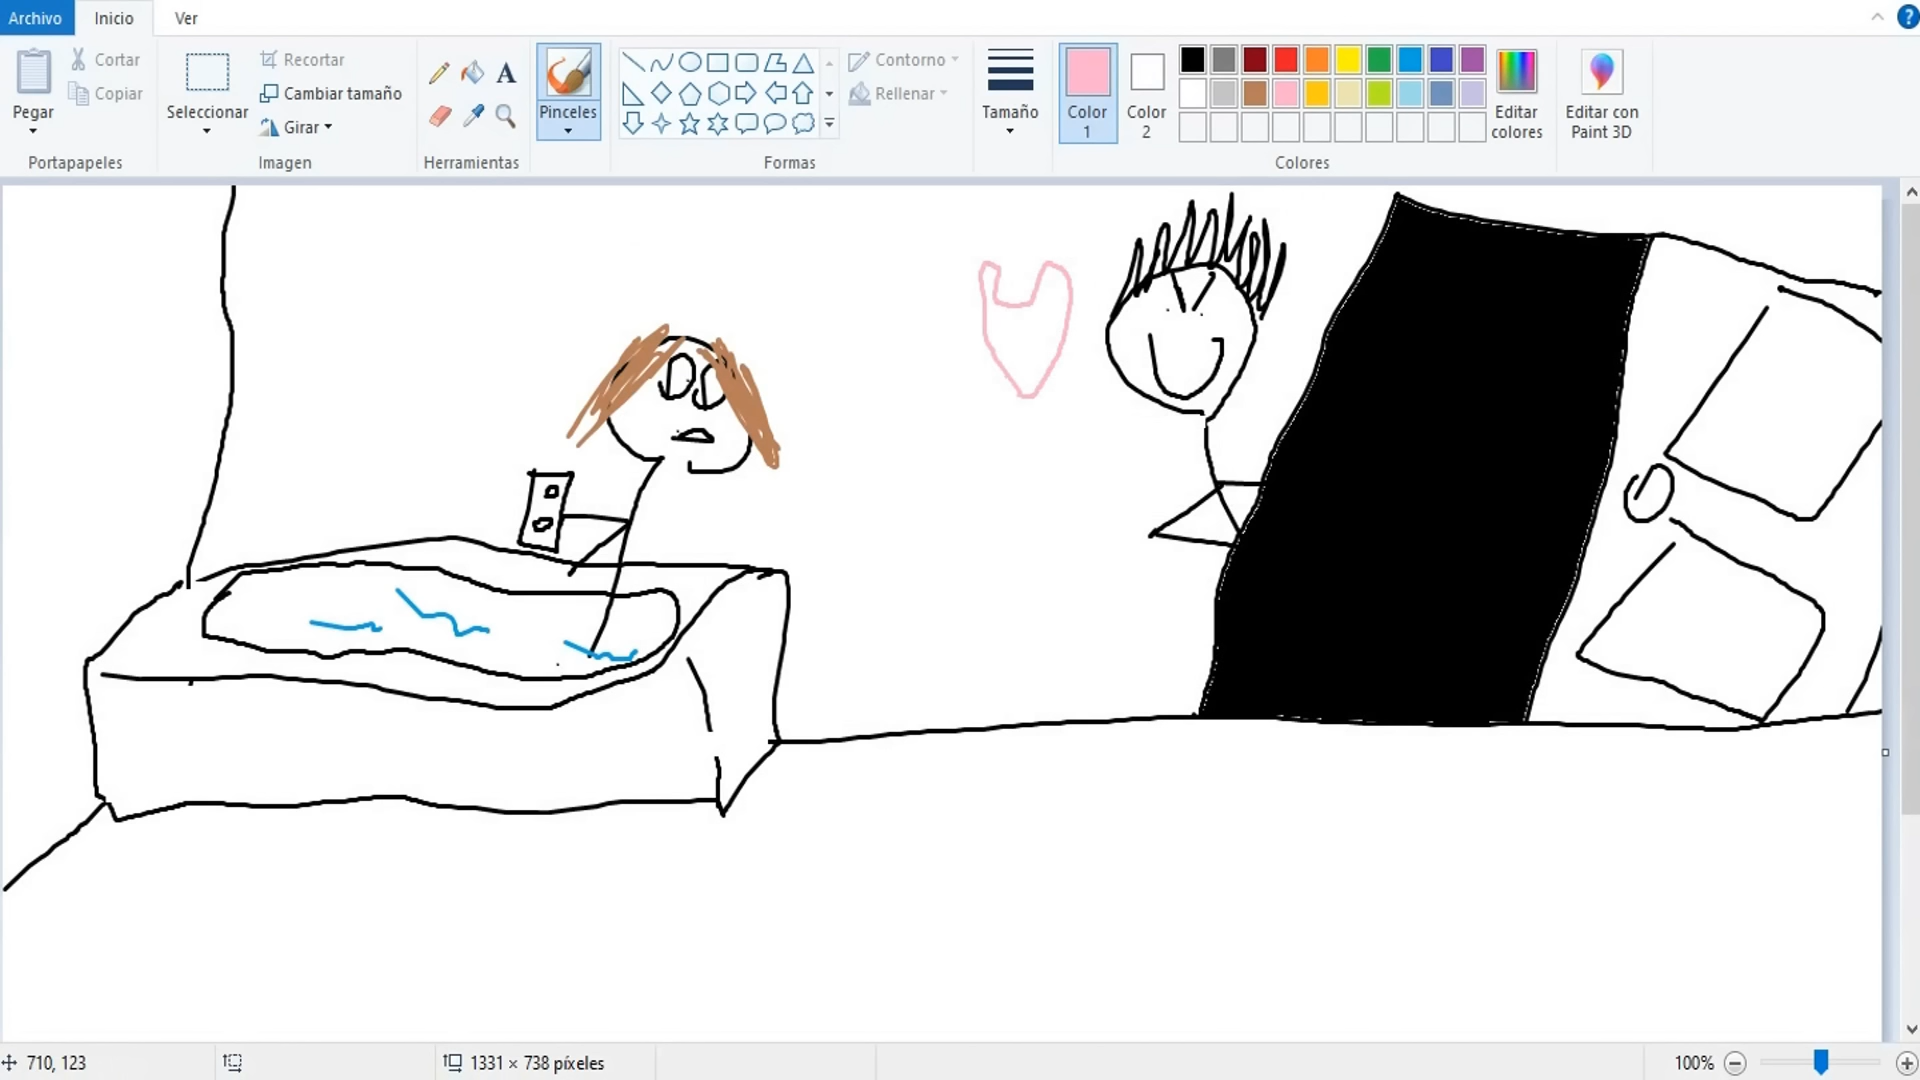 Archivo Inicio Ver
Cortar
Recortar
Contorno
Copiar
Cambiar tamaño
Rellenar
Pegar
Seleccionar
Girar
Pinceles
Tamaño
Color 1
Color 2
Editar colores
Editar con Paint 3D
Portapapeles Imagen Herramientas Formas Colores
710, 123
1331 × 738 píxeles
100%